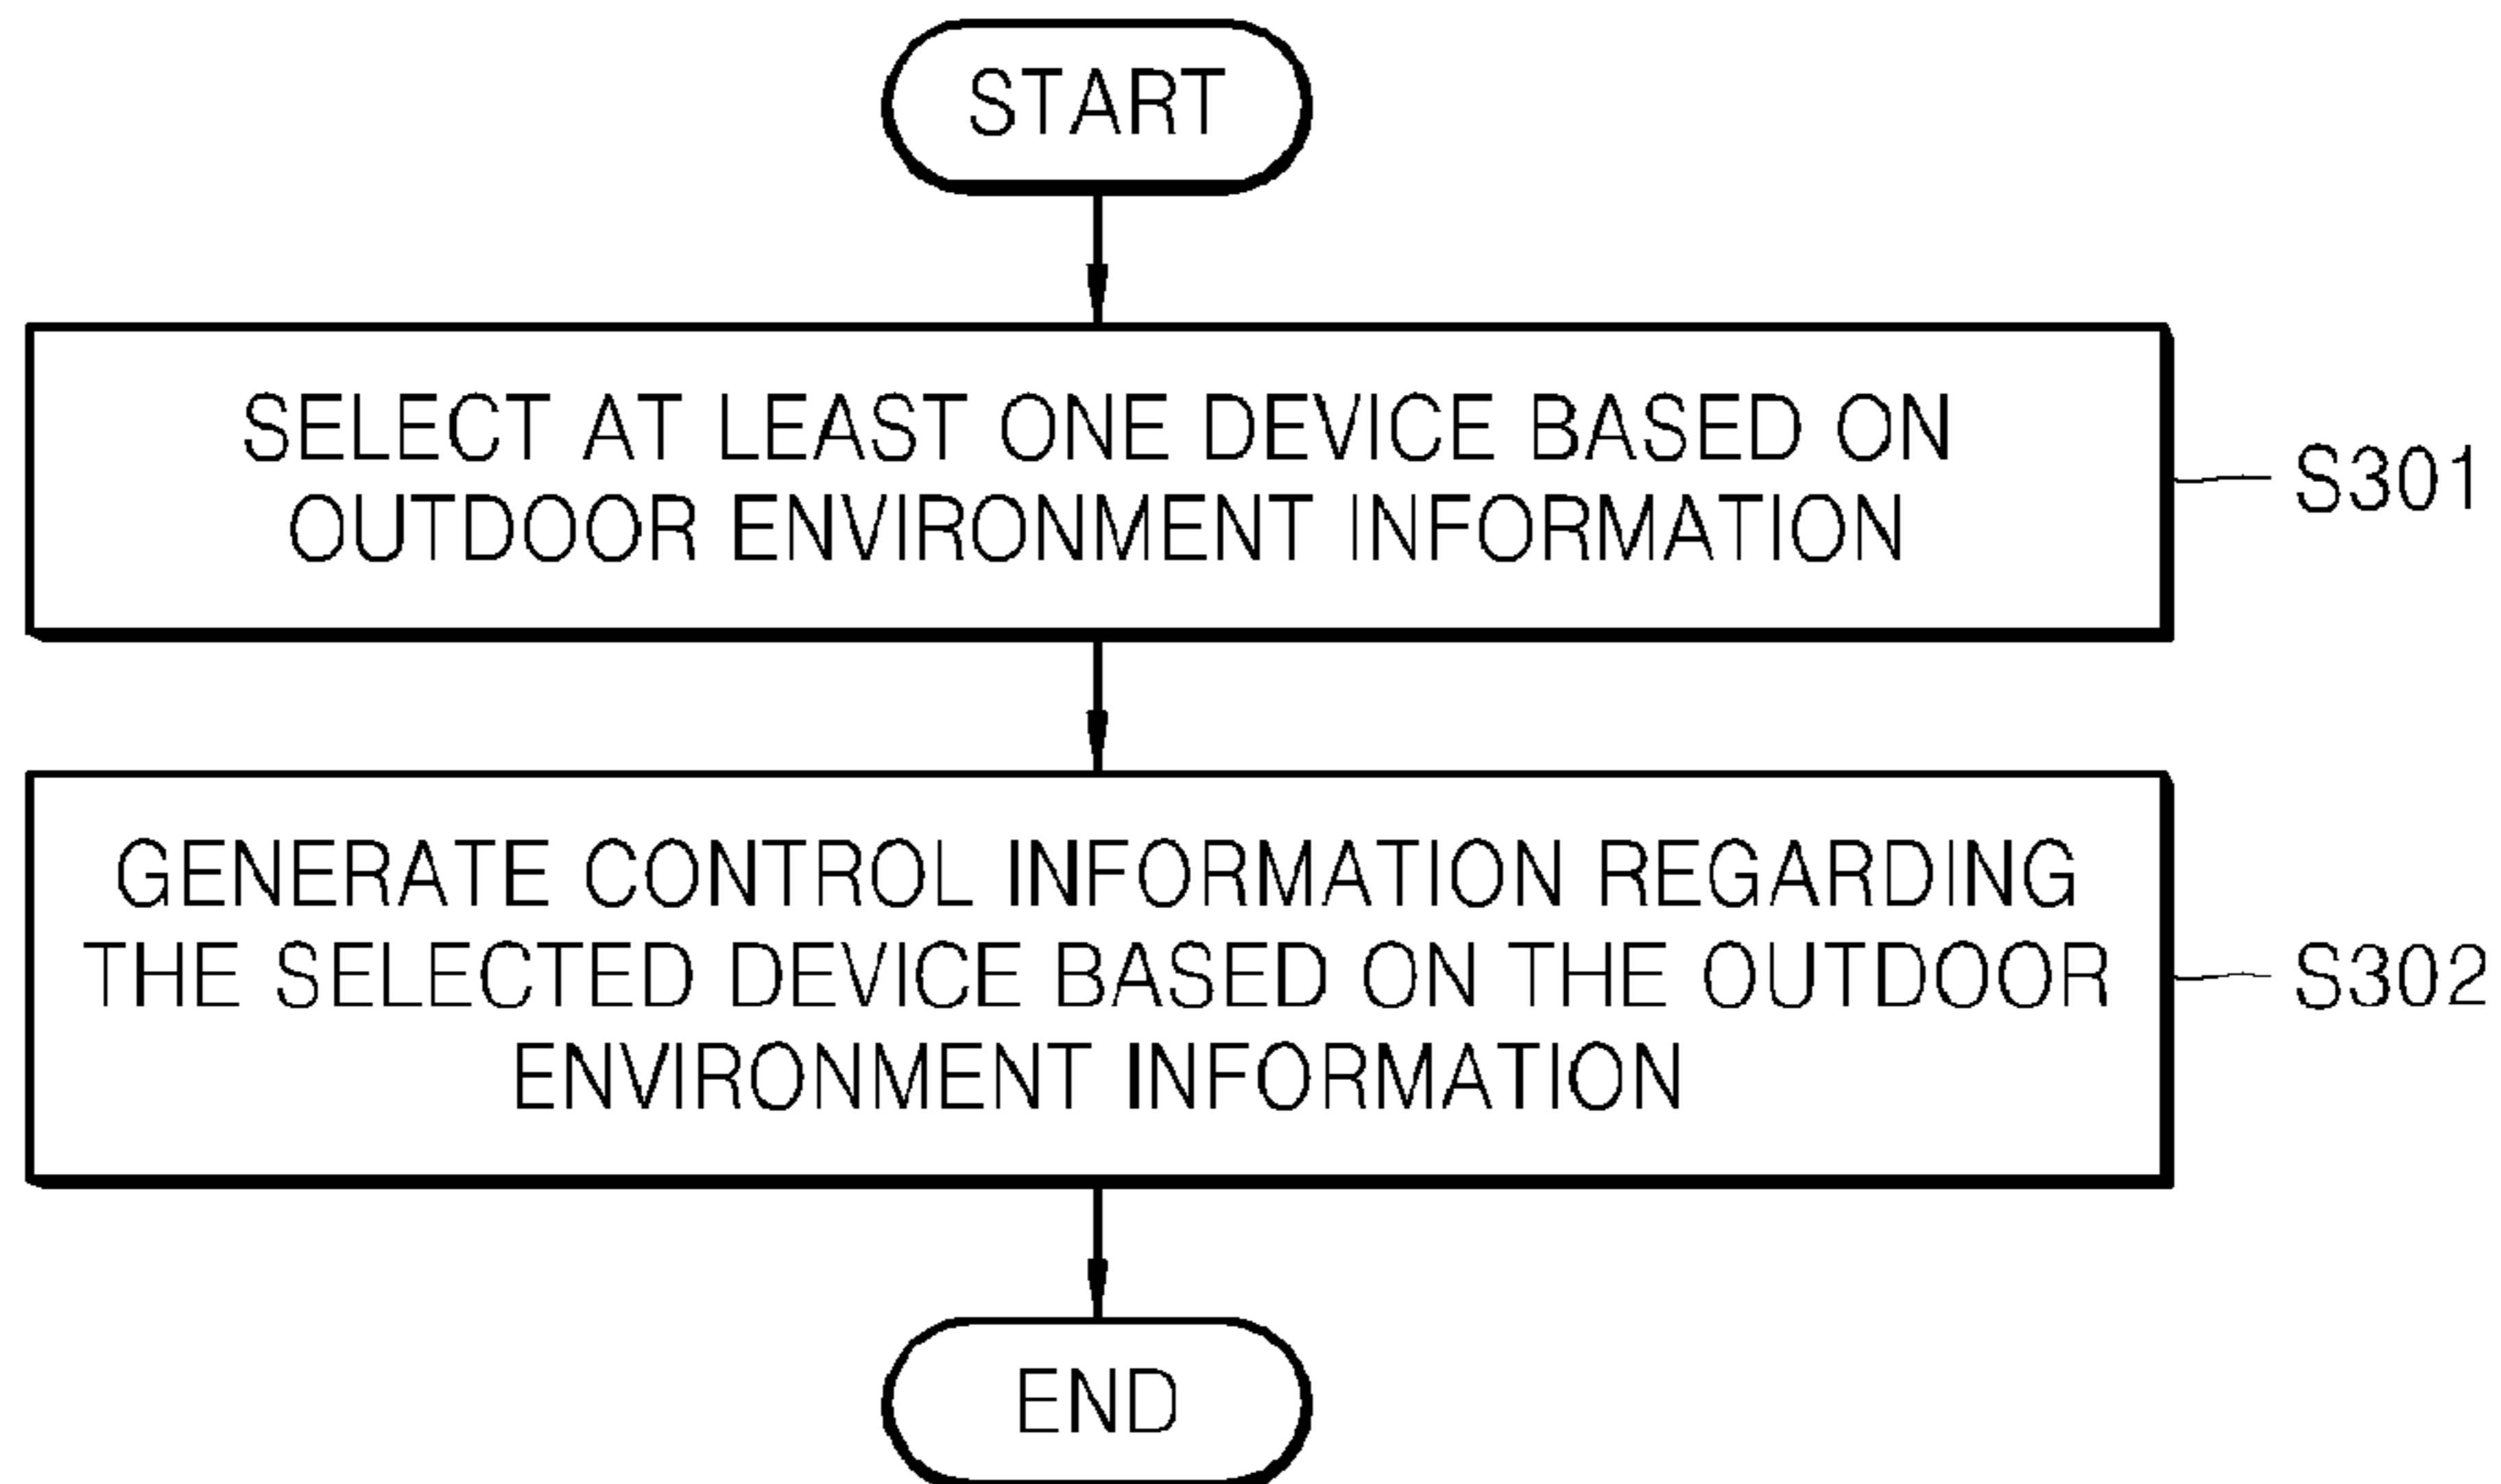 START
SELECT AT LEAST ONE DEVICE BASED ON
OUTDOOR ENVIRONMENT INFORMATION
S301
GENERATE CONTROL INFORMATION REGARDING
THE SELECTED DEVICE BASED ON THE OUTDOOR
ENVIRONMENT INFORMATION
S302
END